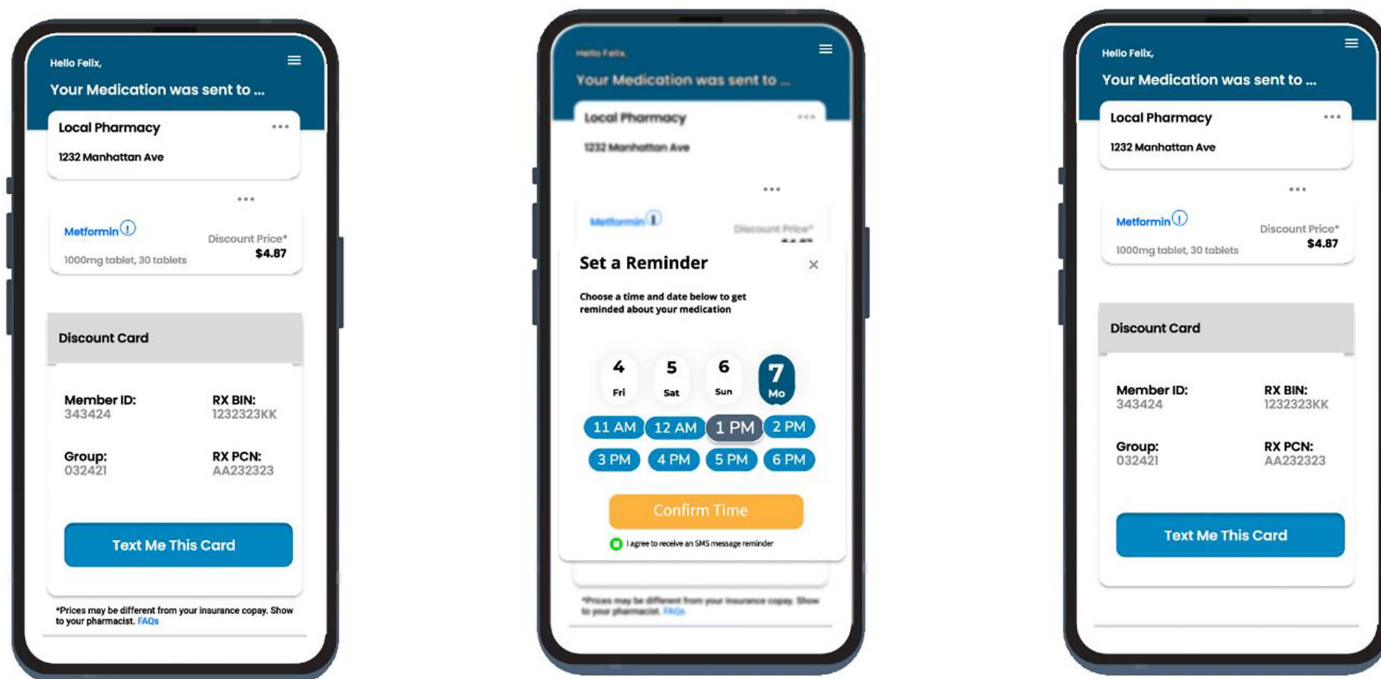 Hello Felix,
Your Medication was sent to ...
Local Pharmacy
1232 Manhattan Ave
Metformin
Discount Price*
1000mg tablet, 30 tablets
$4.87
Discount Card
Member ID:
RX BIN:
343424
1232323KK
Group:
RX PCN:
032421
AA232323
Text Me This Card
*Prices may be different from your insurance copay. Show
to your pharmacist. FAQs
Hello Felix,
Your Medication was sent to ...
Local Pharmacy
1232 Manhattan Ave
Metformin
Discount Price*
$4.87
Set a Reminder
Choose a time and date below to get
reminded about your medication
4 5 6 7
Fri Sat Sun Mo
11 AM 12 AM 1 PM 2 PM
3 PM 4 PM 5 PM 6 PM
Confirm Time
I agree to receive an SMS message reminder
*Prices may be different from your insurance copay. Show
to your pharmacist. FAQs
Hello Felix,
Your Medication was sent to ...
Local Pharmacy
1232 Manhattan Ave
Metformin
Discount Price*
1000mg tablet, 30 tablets
$4.87
Discount Card
Member ID:
RX BIN:
343424
1232323KK
Group:
RX PCN:
032421
AA232323
Text Me This Card